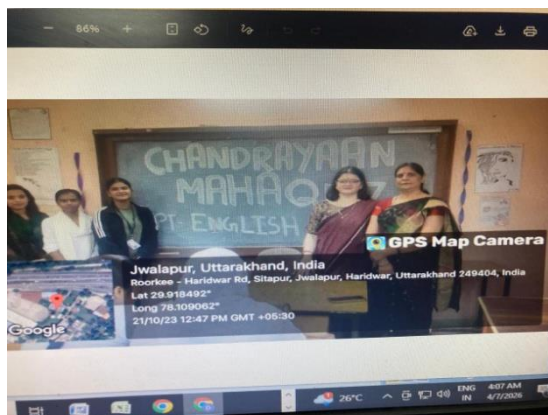 86%
CHANDRAYAAN
MAHAQ Z
PT- ENGLISH
GPS Map Camera
Jwalapur, Uttarakhand, India
Roorkee - Haridwar Rd, Sitapur, Jwalapur, Haridwar, Uttarakhand 249404, India
Lat 29.918492°
Long 78.109062°
21/10/23 12:47 PM GMT +05:30
Google
26°C
ENG
IN
4:07 AM
4/7/2026